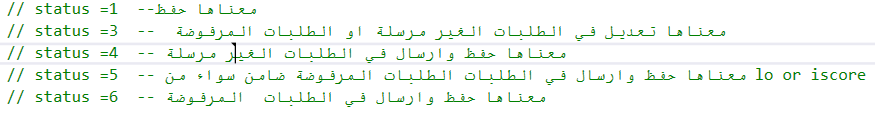 // status =1  --معناها حفظ
// status =3  -- معناها تعديل في الطلبات الغير مرسلة او الطلبات المرفوضة
// status =4  -- معناها حفظ وارسال في الطلبات الغير مرسلة
// status =5  -- معناها حفظ وارسال في الطلبات الطلبات المرفوضة ضامن سواء من lo or iscore
// status =6  -- معناها حفظ وارسال في الطلبات  المرفوضة